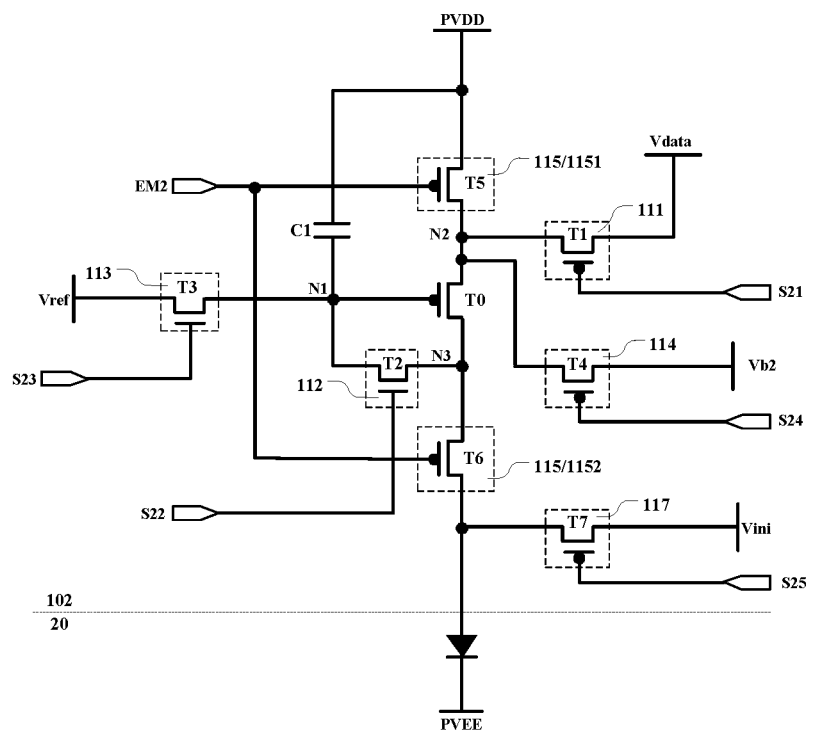 PVDD
Vdata
115/1151
EM2
T5
111
C1
N2
T1
113
T3
Vref
N1
T0
S21
114
T2
N3
T4
Vb2
S23
112
S24
T6
115/1152
S22
117
T7
Vini
S25
102
20
PVEE